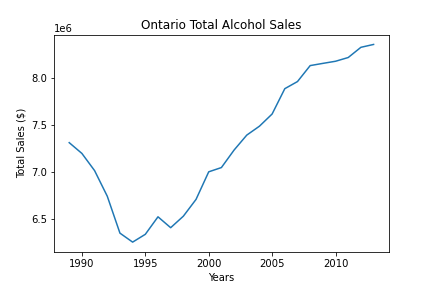 Ontario Total Alcohol Sales
1e6
8.0
7.5
7.0
6.5
Total Sales ($)
1990 1995 2000 2005 2010
Years